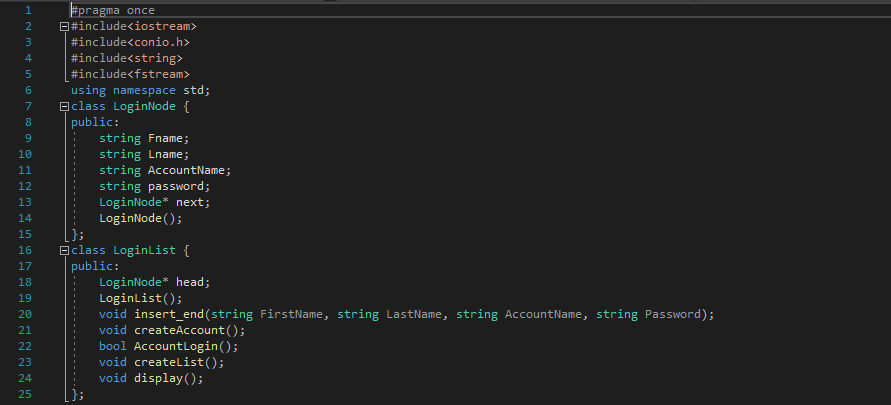 1 #pragma once
2 #include<iostream>
3 #include<conio.h>
4 #include<string>
5 #include<fstream>
6 using namespace std;
7 class LoginNode {
8 public:
9 string Fname;
10 string Lname;
11 string AccountName;
12 string password;
13 LoginNode* next;
14 LoginNode();
15 };
16 class LoginList {
17 public:
18 LoginNode* head;
19 LoginList();
20 void insert_end(string FirstName, string LastName, string AccountName, string Password);
21 void createAccount();
22 bool AccountLogin();
23 void createList();
24 void display();
25 };